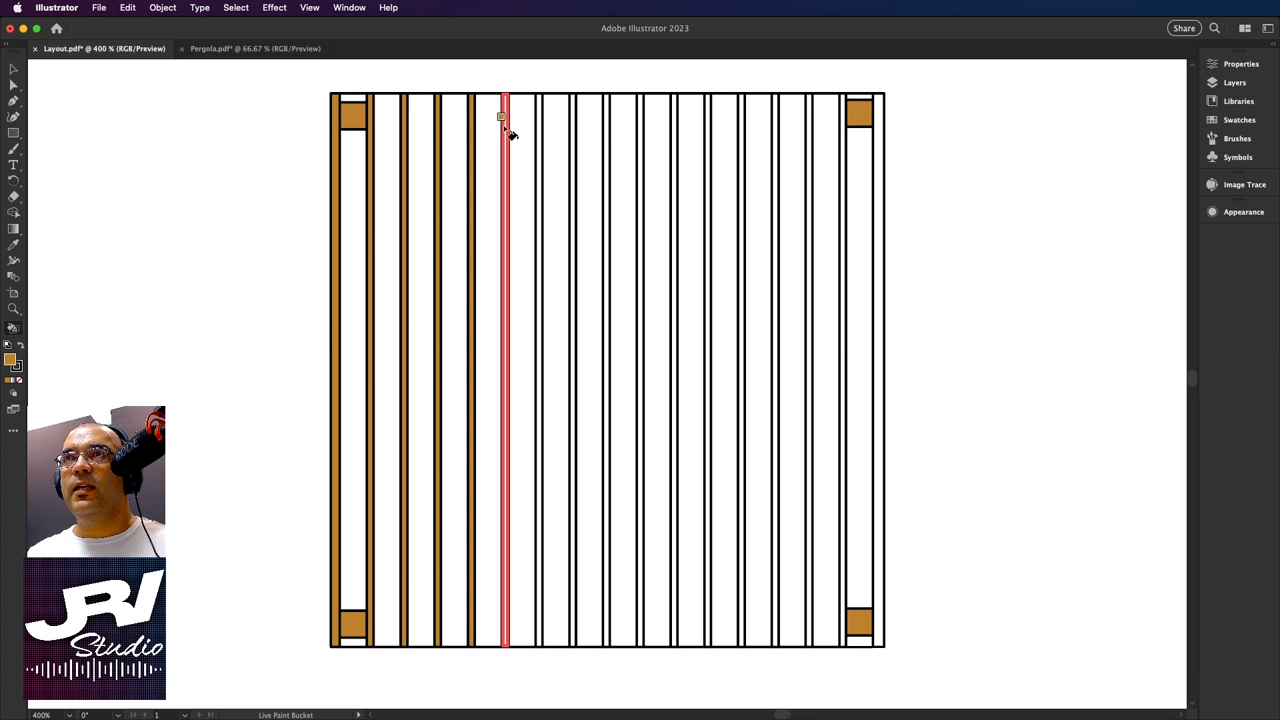 Illustrator File Edit Object Type Select Effect View Window Help
Adobe Illustrator 2023
Share
× Layout.pdf* @ 400 % (RGB/Preview) × Pergola.pdf* @ 66.67 % (RGB/Preview)
Properties
Layers
Libraries
Swatches
Brushes
Symbols
Image Trace
Appearance
RODE
JRV
Studio
400% 0° 1 Live Paint Bucket